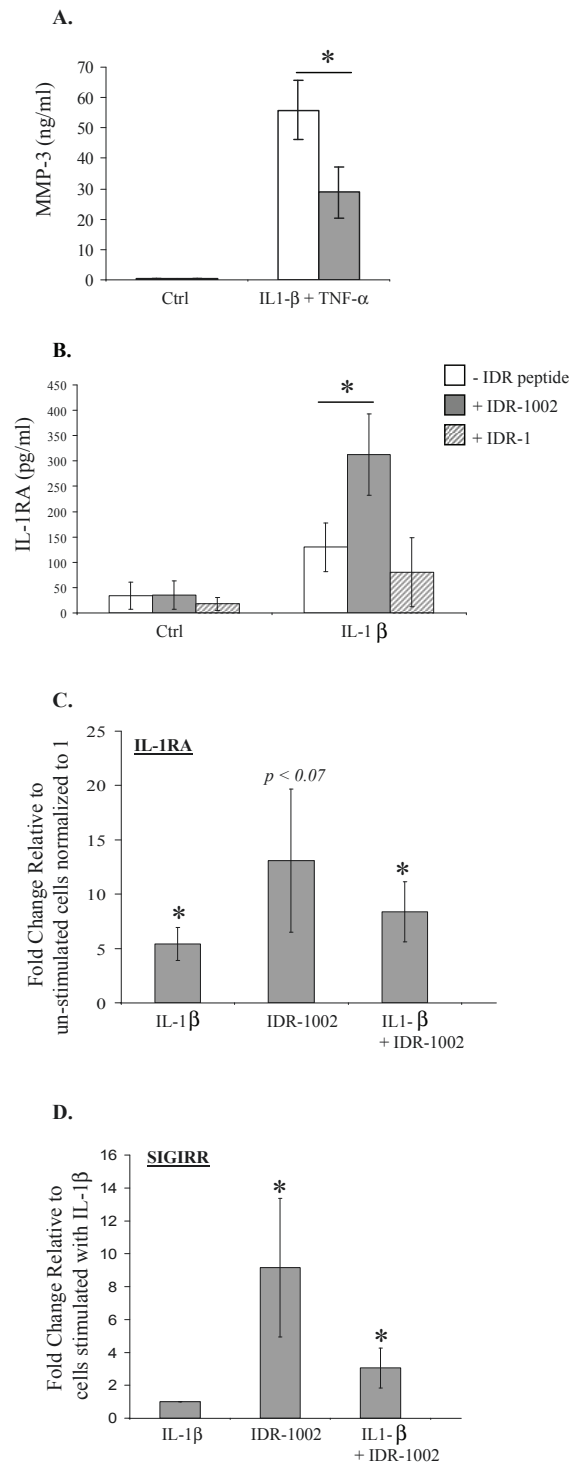 A.
*
MMP-3 (ng/ml)
80
70
60
50
40
30
20
10
0
Ctrl
IL1-β + TNF-α
B.
- IDR peptide
+ IDR-1002
+ IDR-1
*
IL-1RA (pg/ml)
450
400
350
300
250
200
150
100
50
0
Ctrl
IL-1 β
C.
IL-1RA
Fold Change Relative to
un-stimulated cells normalized to 1
25
20
15
10
5
0
*
p < 0.07
*
IL-1β
IDR-1002
IL1-β
+ IDR-1002
D.
SIGIRR
Fold Change Relative to
cells stimulated with IL-1β
16
14
12
10
8
6
4
2
0
*
*
IL-1β
IDR-1002
IL1-β
+ IDR-1002